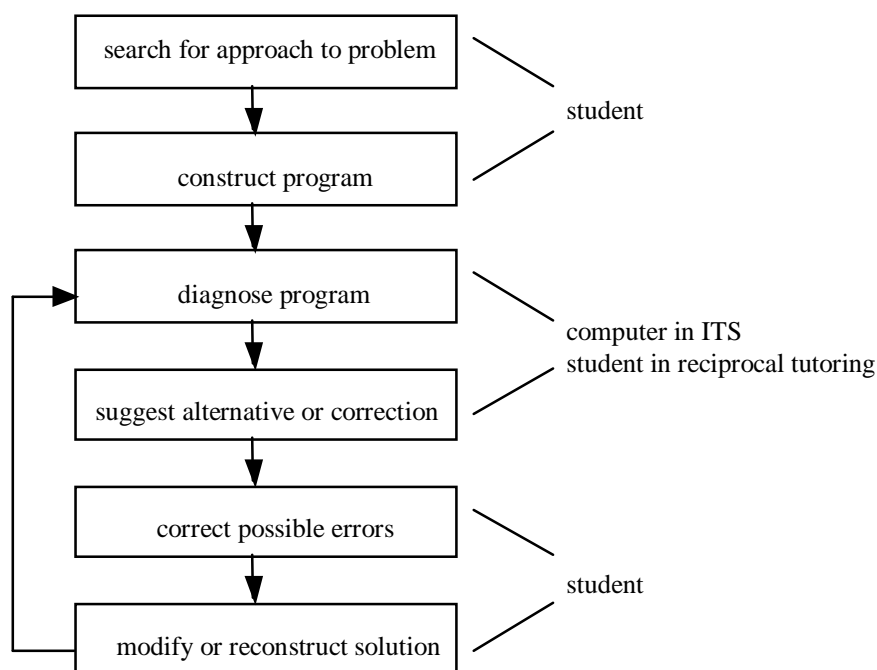 search for approach to problem
student
construct program
diagnose program
computer in ITS
student in reciprocal tutoring
suggest alternative or correction
correct possible errors
student
modify or reconstruct solution